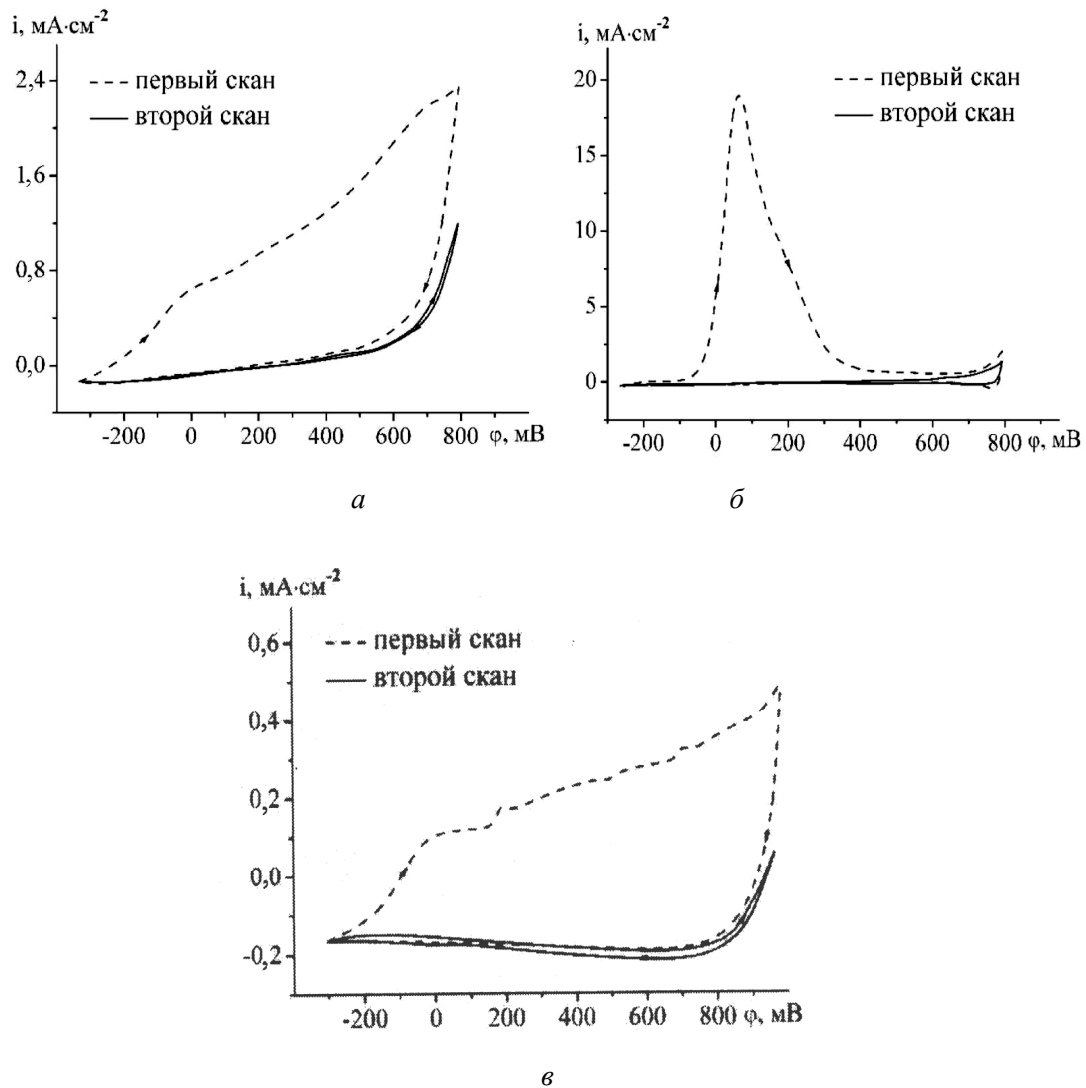 i, мА·см⁻²
2,4
1,6
0,8
0,0
-200 0 200 400 600 800 φ, мВ
первый скан
второй скан
а
i, мА·см⁻²
20
15
10
5
0
-200 0 200 400 600 800 φ, мВ
первый скан
второй скан
б
i, мА·см⁻²
0,6
0,4
0,2
0,0
-0,2
-200 0 200 400 600 800 φ, мВ
первый скан
второй скан
в